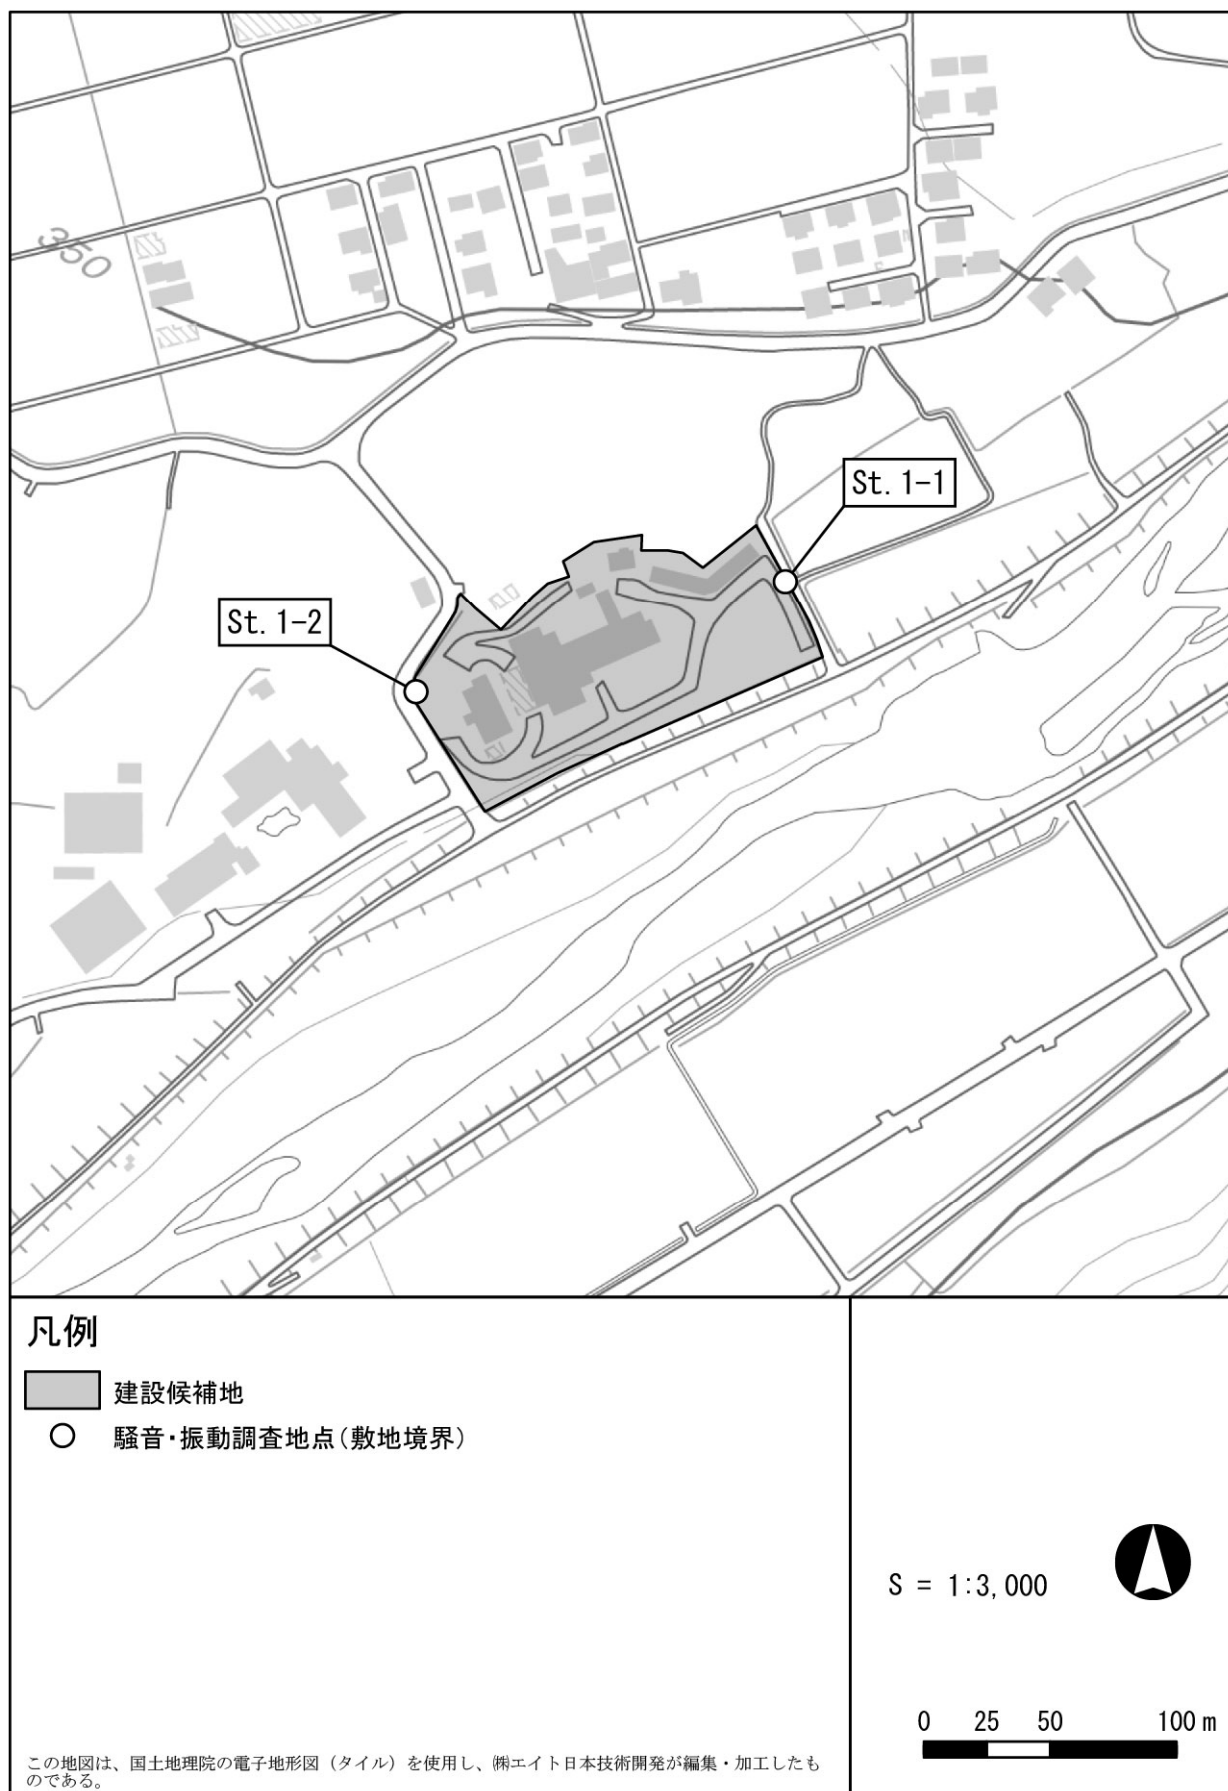 350
St. 1-1
St. 1-2
凡例
建設候補地
騒音・振動調査地点(敷地境界)
S = 1:3,000
0 25 50 100 m
この地図は、国土地理院の電子地形図（タイル）を使用し、㈱エイト日本技術開発が編集・加工したも
のである。